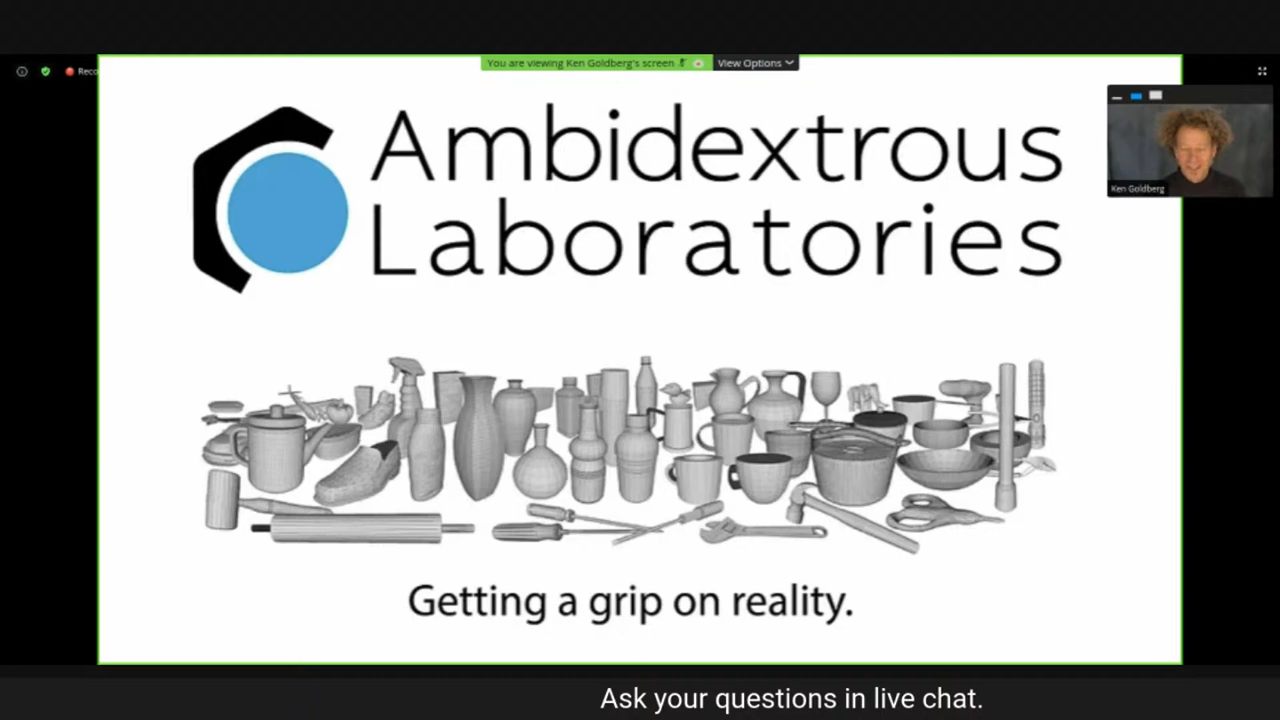 You are viewing Ken Goldberg's screen
View Options
Reco
Ambidextrous
Laboratories
Ken Goldberg
Getting a grip on reality.
Ask your questions in live chat.